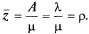 z̄ = A/μ = λ/μ = ρ.